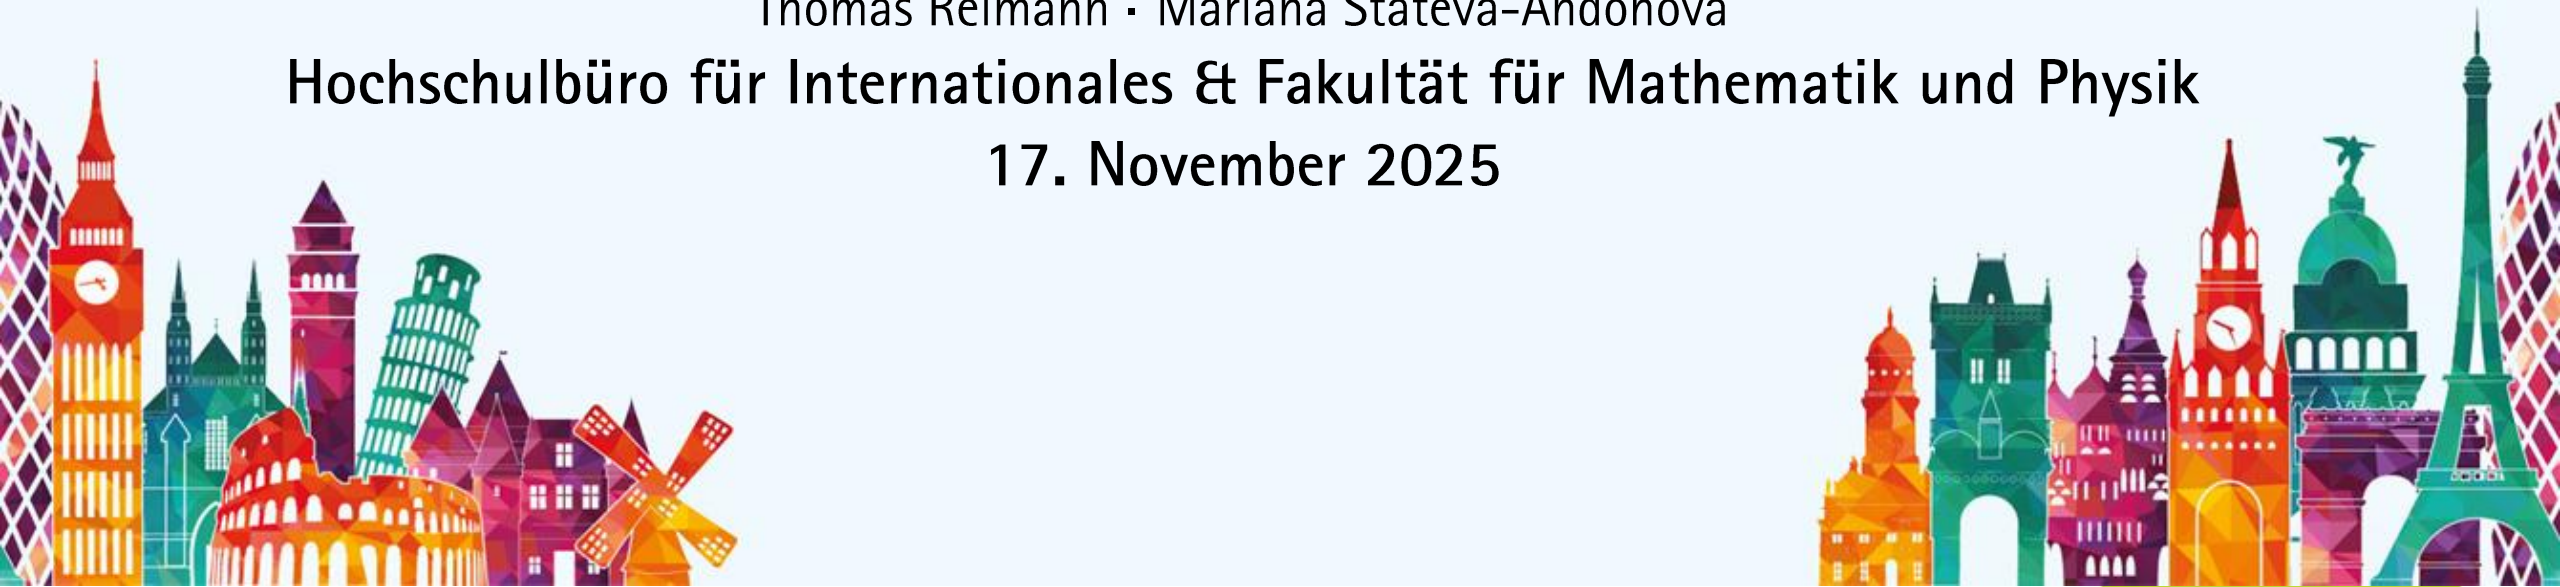 Thomas Reimann · Mariana Stateva-Andonova
Hochschulbüro für Internationales & Fakultät für Mathematik und Physik
17. November 2025